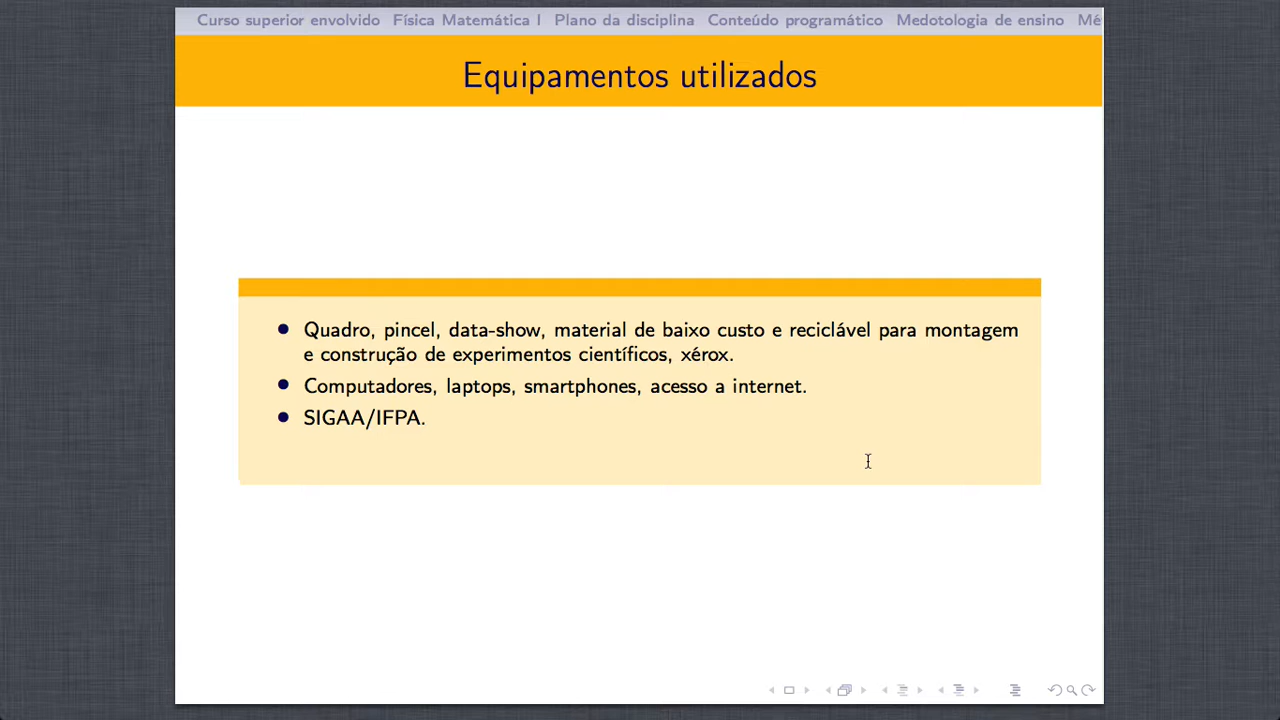 Curso superior envolvido Física Matemática I Plano da disciplina Conteúdo programático Medotologia de ensino Mé
Equipamentos utilizados
Quadro, pincel, data-show, material de baixo custo e reciclável para montagem
e construção de experimentos científicos, xérox.
Computadores, laptops, smartphones, acesso a internet.
SIGAA/IFPA.